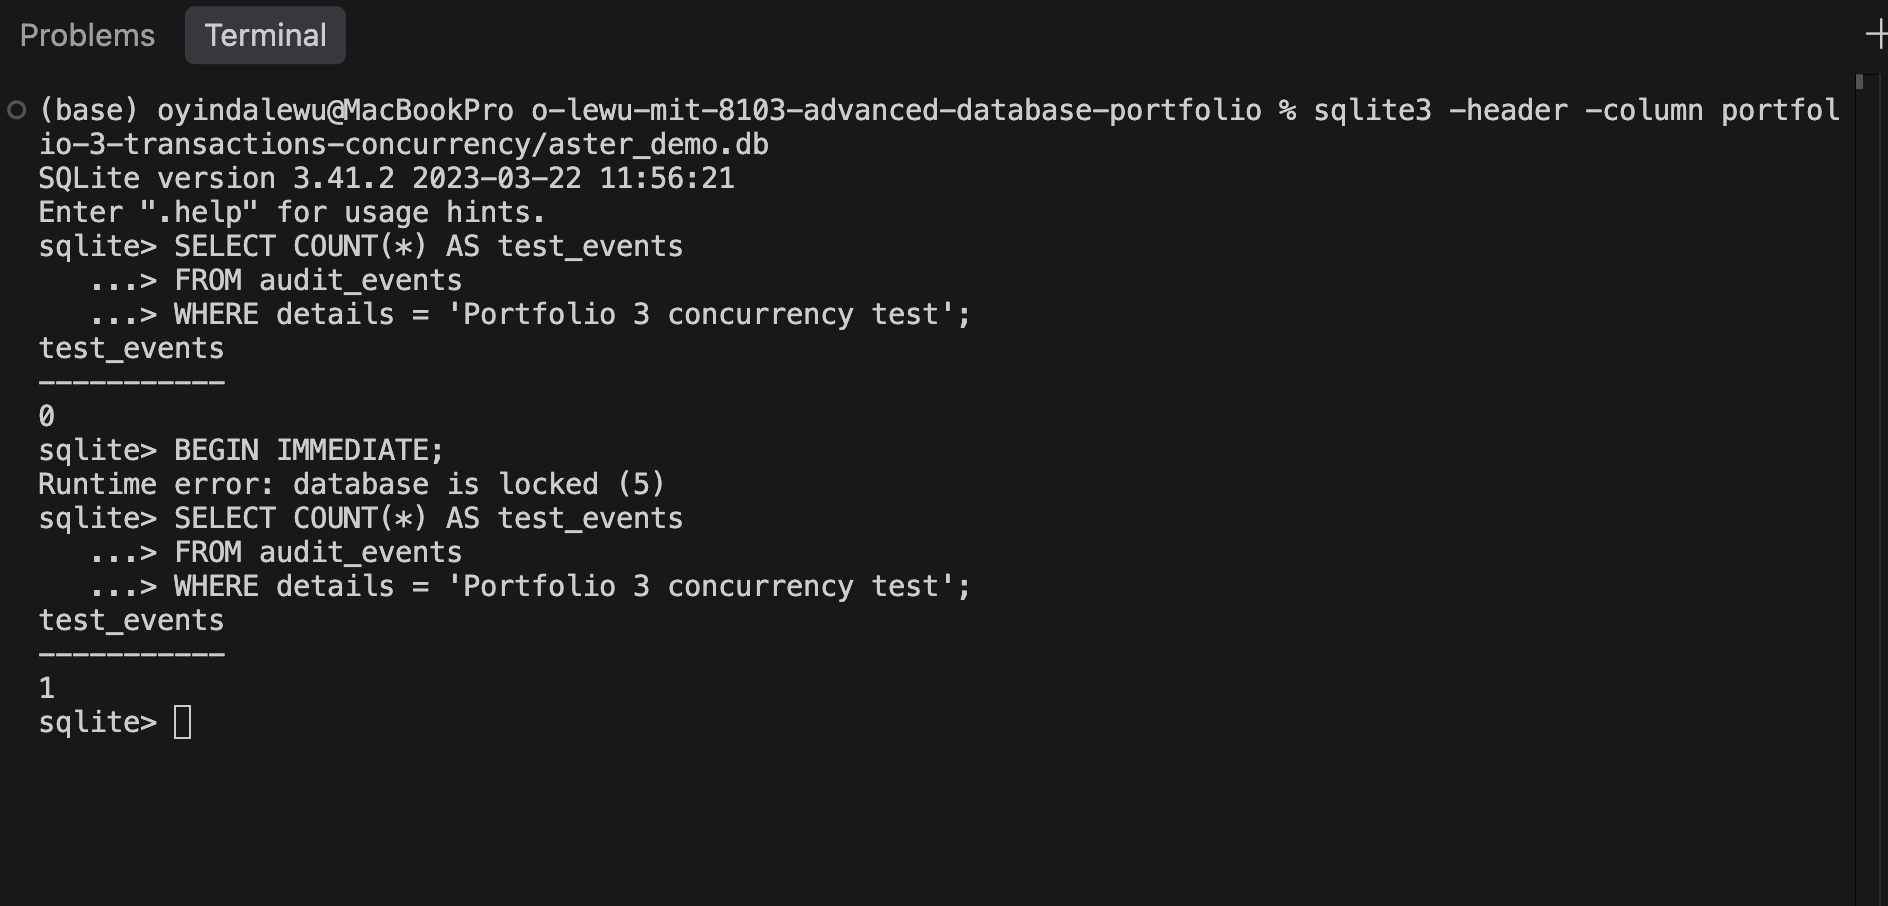 Problems Terminal
(base) oyindalewu@MacBookPro o-lewu-mit-8103-advanced-database-portfolio % sqlite3 -header -column portfol
io-3-transactions-concurrency/aster_demo.db
SQLite version 3.41.2 2023-03-22 11:56:21
Enter ".help" for usage hints.
sqlite> SELECT COUNT(*) AS test_events
   ...> FROM audit_events
   ...> WHERE details = 'Portfolio 3 concurrency test';
test_events
-----------
0
sqlite> BEGIN IMMEDIATE;
Runtime error: database is locked (5)
sqlite> SELECT COUNT(*) AS test_events
   ...> FROM audit_events
   ...> WHERE details = 'Portfolio 3 concurrency test';
test_events
-----------
1
sqlite>